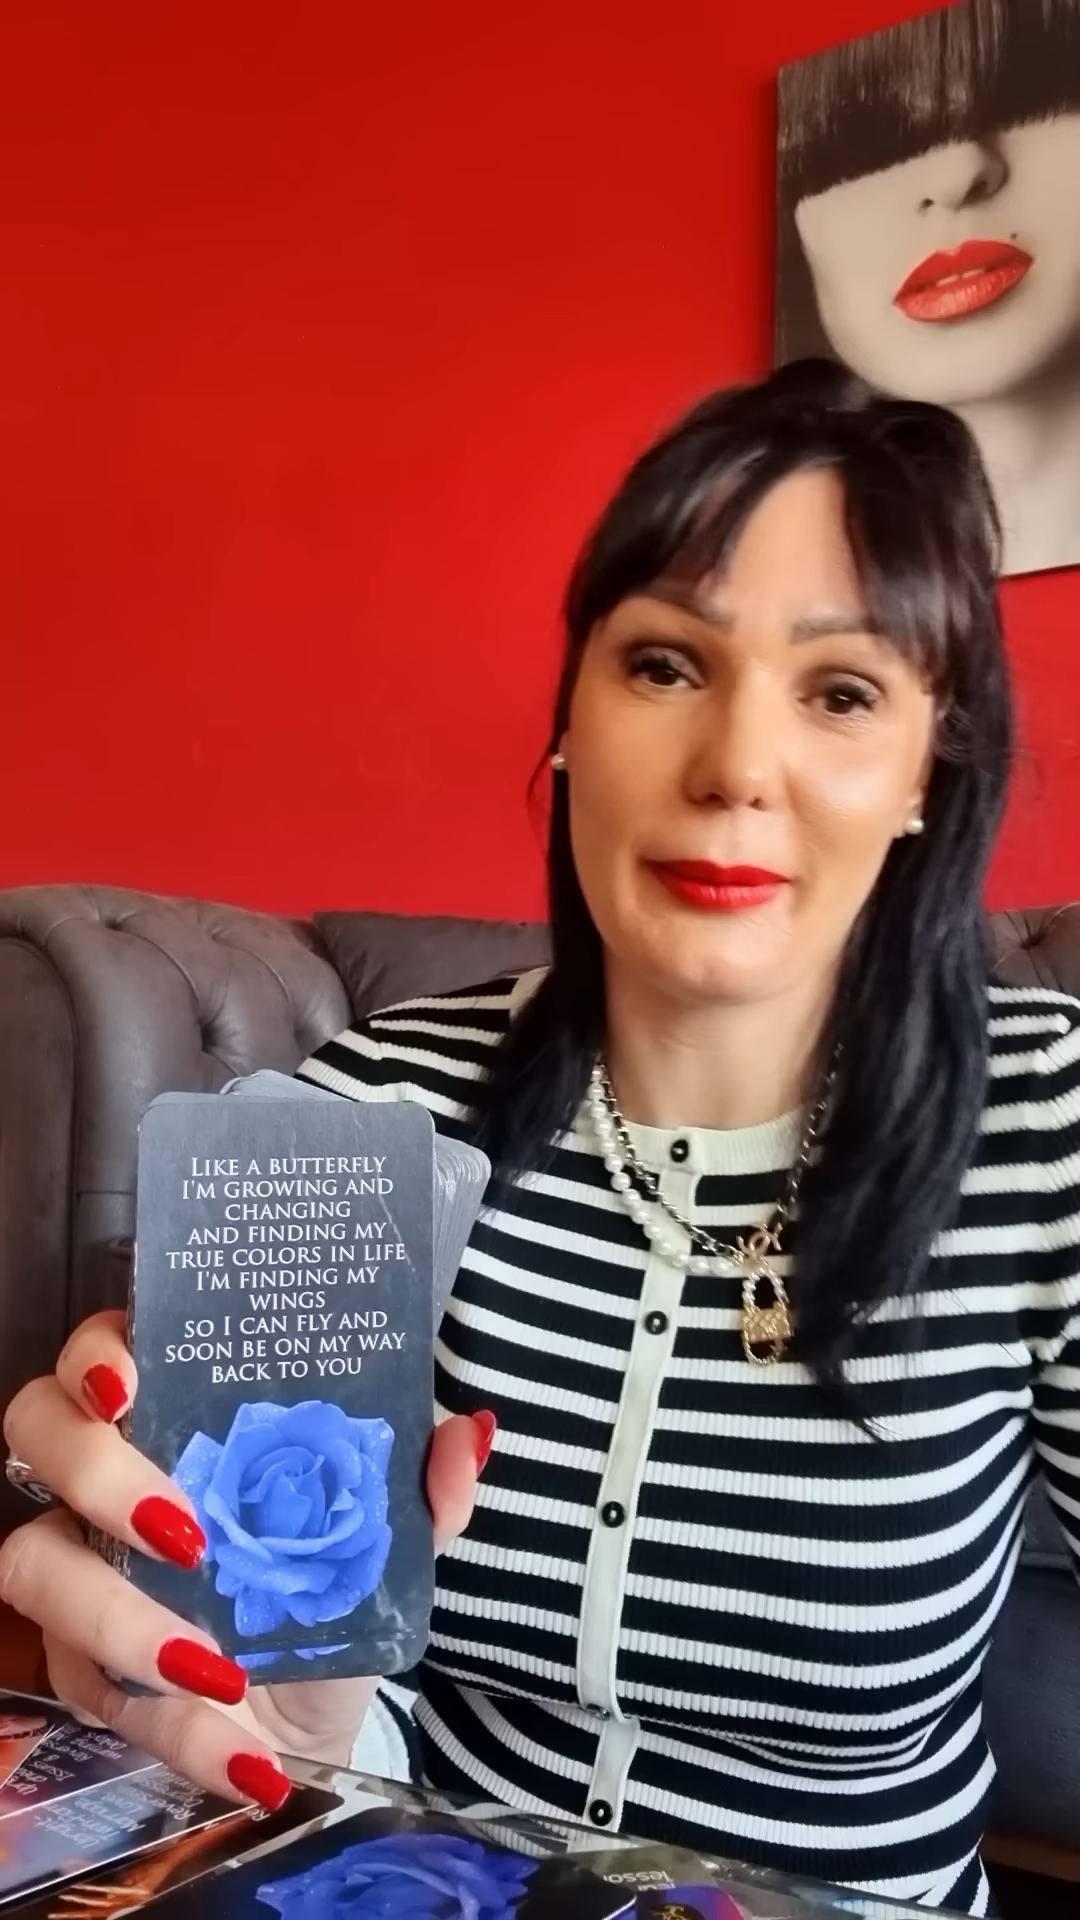 LIKE A BUTTERFLY
I'M GROWING AND
CHANGING
AND FINDING MY
TRUE COLORS IN LIFE
I'M FINDING MY
WINGS
SO I CAN FLY AND
SOON BE ON MY WAY
BACK TO YOU